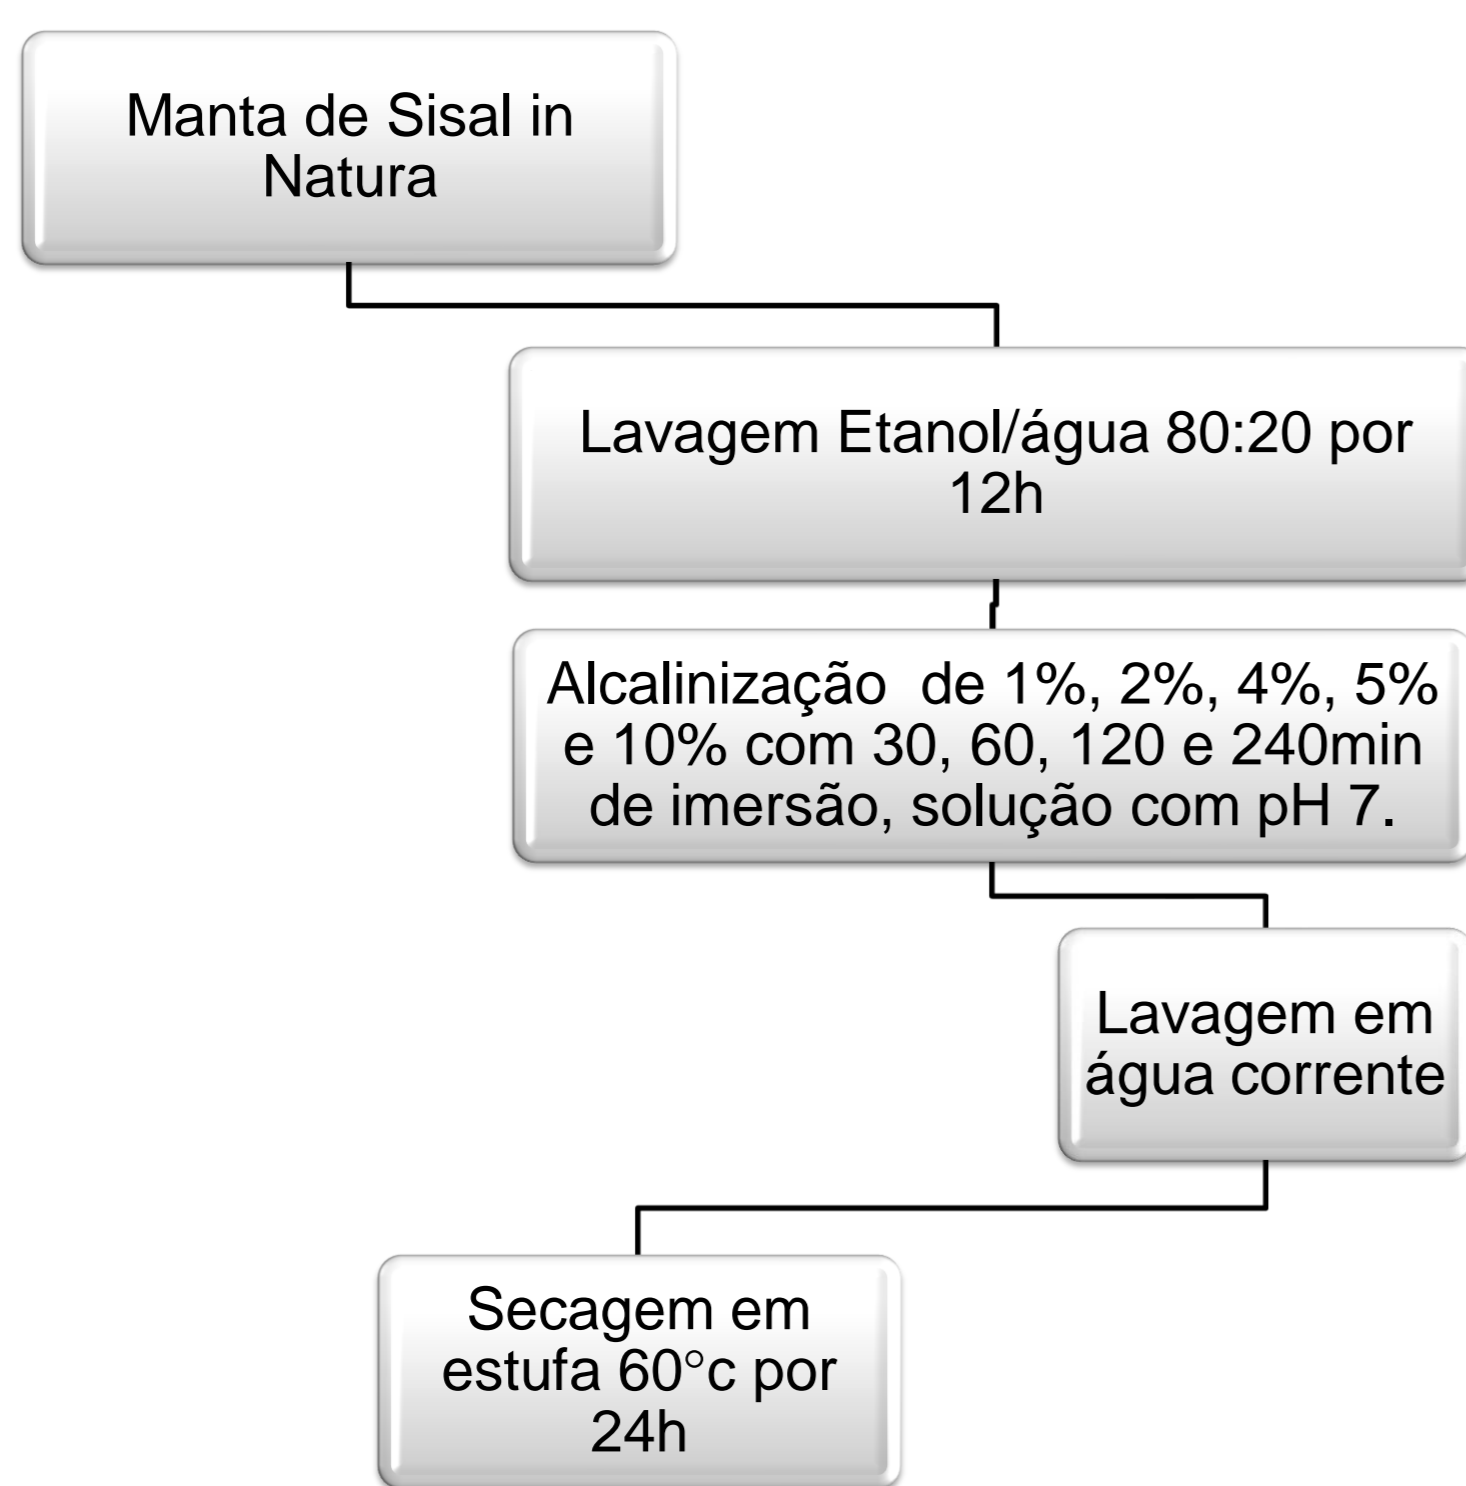 Manta de Sisal in
Natura
Lavagem Etanol/água 80:20 por
12h
Alcalinização de 1%, 2%, 4%, 5%
e 10% com 30, 60, 120 e 240min
de imersão, solução com pH 7.
Lavagem em
água corrente
Secagem em
estufa 60°c por
24h